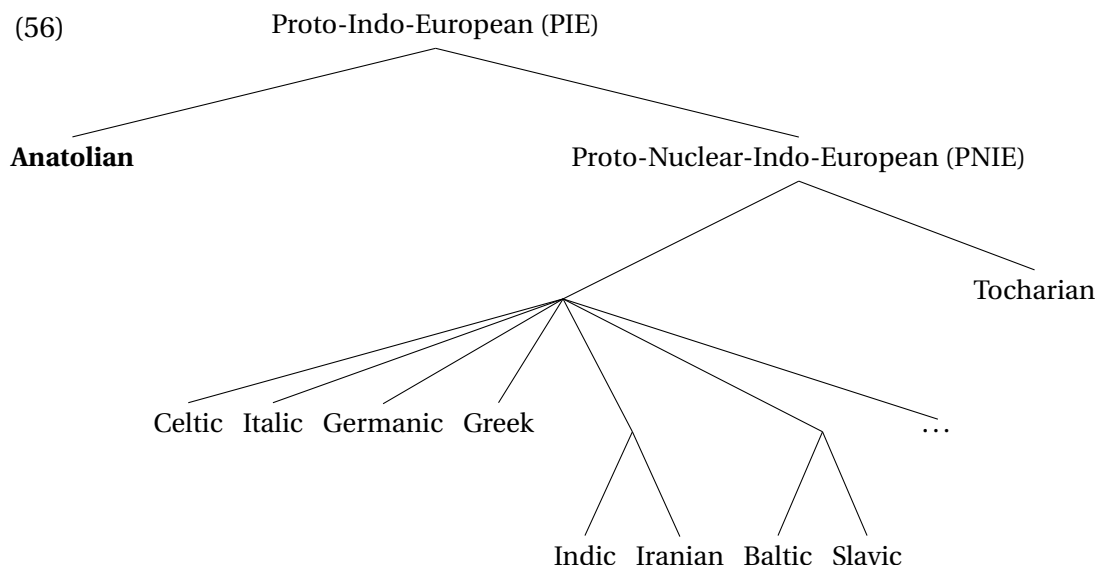 (56)
Proto-Indo-European (PIE)
Anatolian
Proto-Nuclear-Indo-European (PNIE)
Tocharian
Celtic Italic Germanic Greek ...
Indic Iranian Baltic Slavic